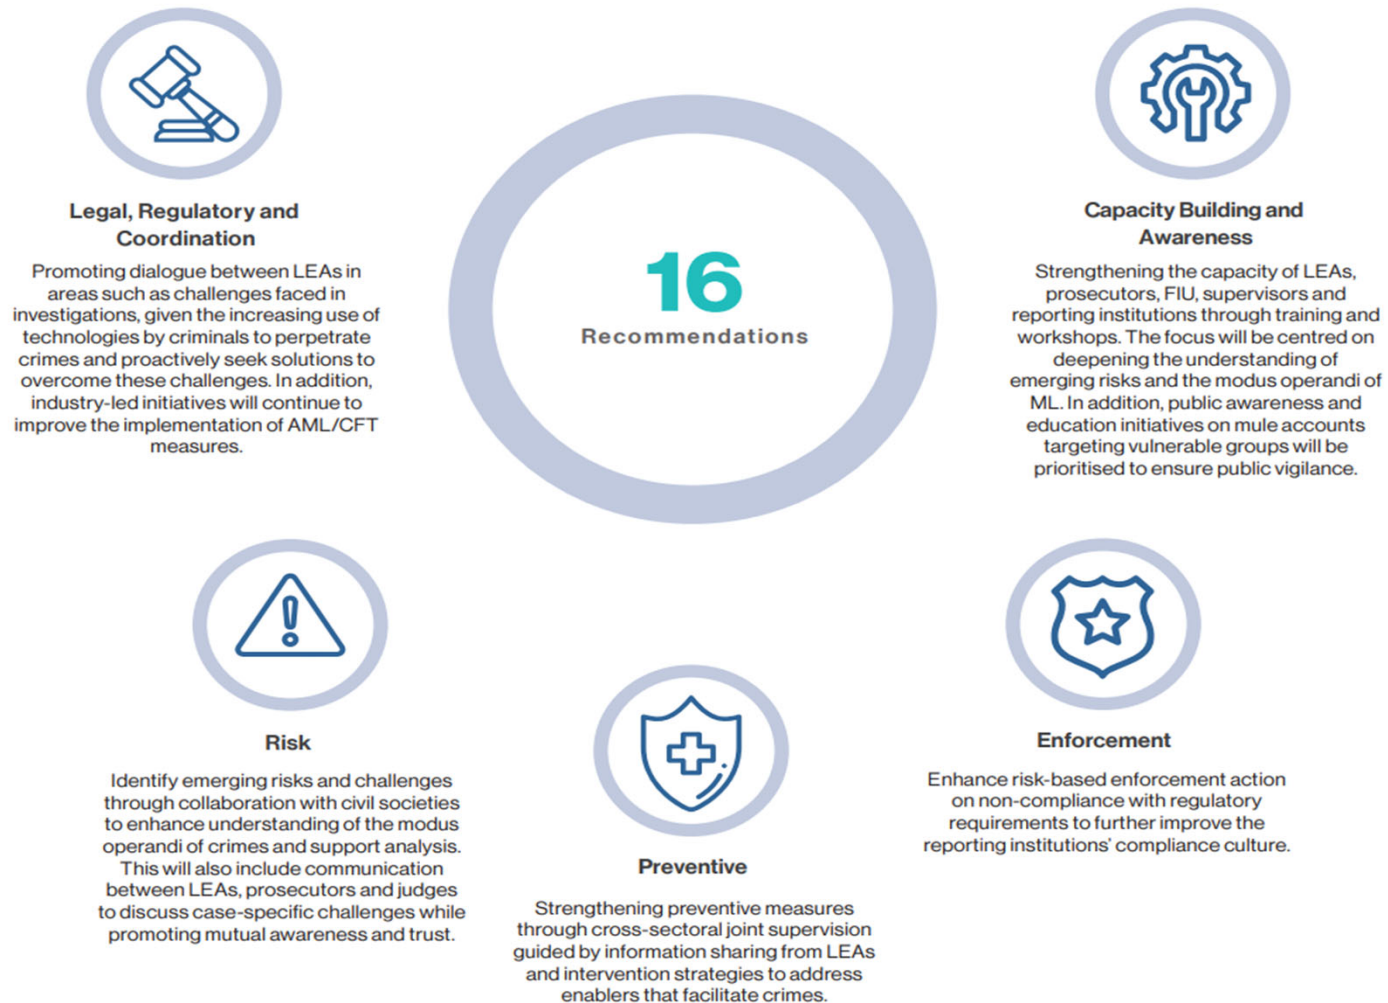 Legal, Regulatory and
Coordination
Promoting dialogue between LEAs in
areas such as challenges faced in
investigations, given the increasing use of
technologies by criminals to perpetrate
crimes and proactively seek solutions to
overcome these challenges. In addition,
industry-led initiatives will continue to
improve the implementation of AML/CFT
measures.
16
Recommendations
Capacity Building and
Awareness
Strengthening the capacity of LEAs,
prosecutors, FIU, supervisors and
reporting institutions through training and
workshops. The focus will be centred on
deepening the understanding of
emerging risks and the modus operandi of
ML. In addition, public awareness and
education initiatives on mule accounts
targeting vulnerable groups will be
prioritised to ensure public vigilance.
Risk
Identify emerging risks and challenges
through collaboration with civil societies
to enhance understanding of the modus
operandi of crimes and support analysis.
This will also include communication
between LEAs, prosecutors and judges
to discuss case-specific challenges while
promoting mutual awareness and trust.
Preventive
Strengthening preventive measures
through cross-sectoral joint supervision
guided by information sharing from LEAs
and intervention strategies to address
enablers that facilitate crimes.
Enforcement
Enhance risk-based enforcement action
on non-compliance with regulatory
requirements to further improve the
reporting institutions' compliance culture.